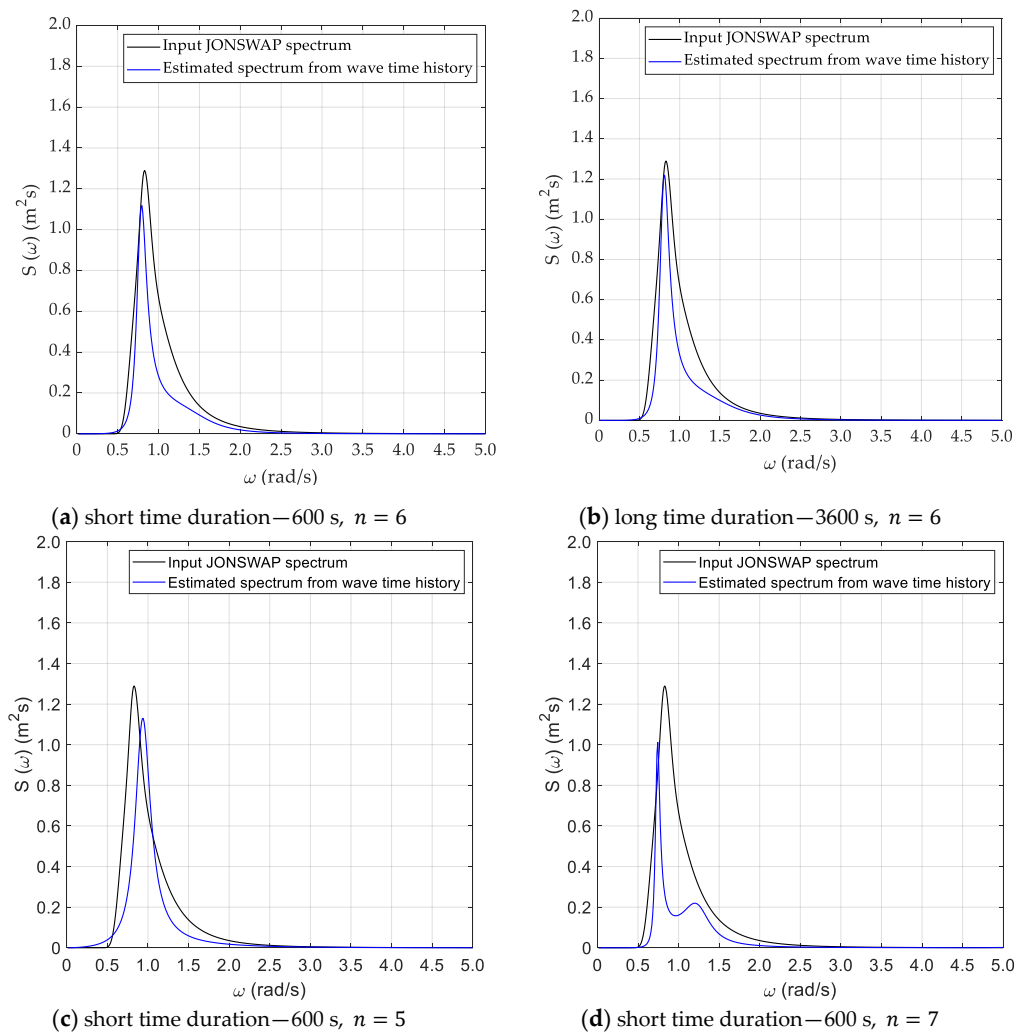 2.0
1.8
1.6
1.4
1.2
1.0
0.8
0.6
0.4
0.2
0
S (ω) (m²s)
Input JONSWAP spectrum
Estimated spectrum from wave time history
0 0.5 1.0 1.5 2.0 2.5 3.0 3.5 4.0 4.5 5.0
ω (rad/s)
(a) short time duration—600 s, n = 6
2.0
1.8
1.6
1.4
1.2
1.0
0.8
0.6
0.4
0.2
0
S (ω) (m²s)
Input JONSWAP spectrum
Estimated spectrum from wave time history
0 0.5 1.0 1.5 2.0 2.5 3.0 3.5 4.0 4.5 5.0
ω (rad/s)
(b) long time duration—3600 s, n = 6
2.0
1.8
1.6
1.4
1.2
1.0
0.8
0.6
0.4
0.2
0
S (ω) (m²s)
Input JONSWAP spectrum
Estimated spectrum from wave time history
0 0.5 1.0 1.5 2.0 2.5 3.0 3.5 4.0 4.5 5.0
ω (rad/s)
(c) short time duration—600 s, n = 5
2.0
1.8
1.6
1.4
1.2
1.0
0.8
0.6
0.4
0.2
0
S (ω) (m²s)
Input JONSWAP spectrum
Estimated spectrum from wave time history
0 0.5 1.0 1.5 2.0 2.5 3.0 3.5 4.0 4.5 5.0
ω (rad/s)
(d) short time duration—600 s, n = 7